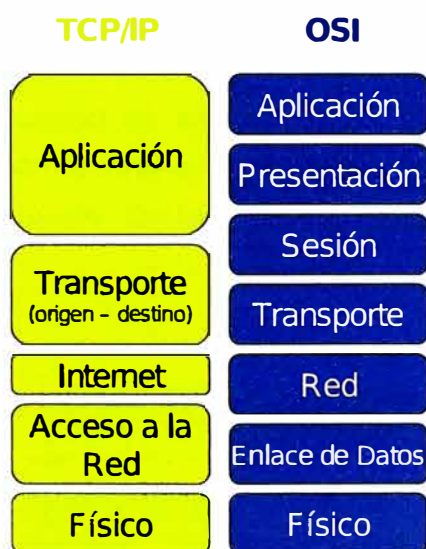 TCP/IP
Aplicación
Transporte
(origen – destino)
Internet
Acceso a la
Red
Físico
OSI
Aplicación
Presentación
Sesión
Transporte
Red
Enlace de Datos
Físico